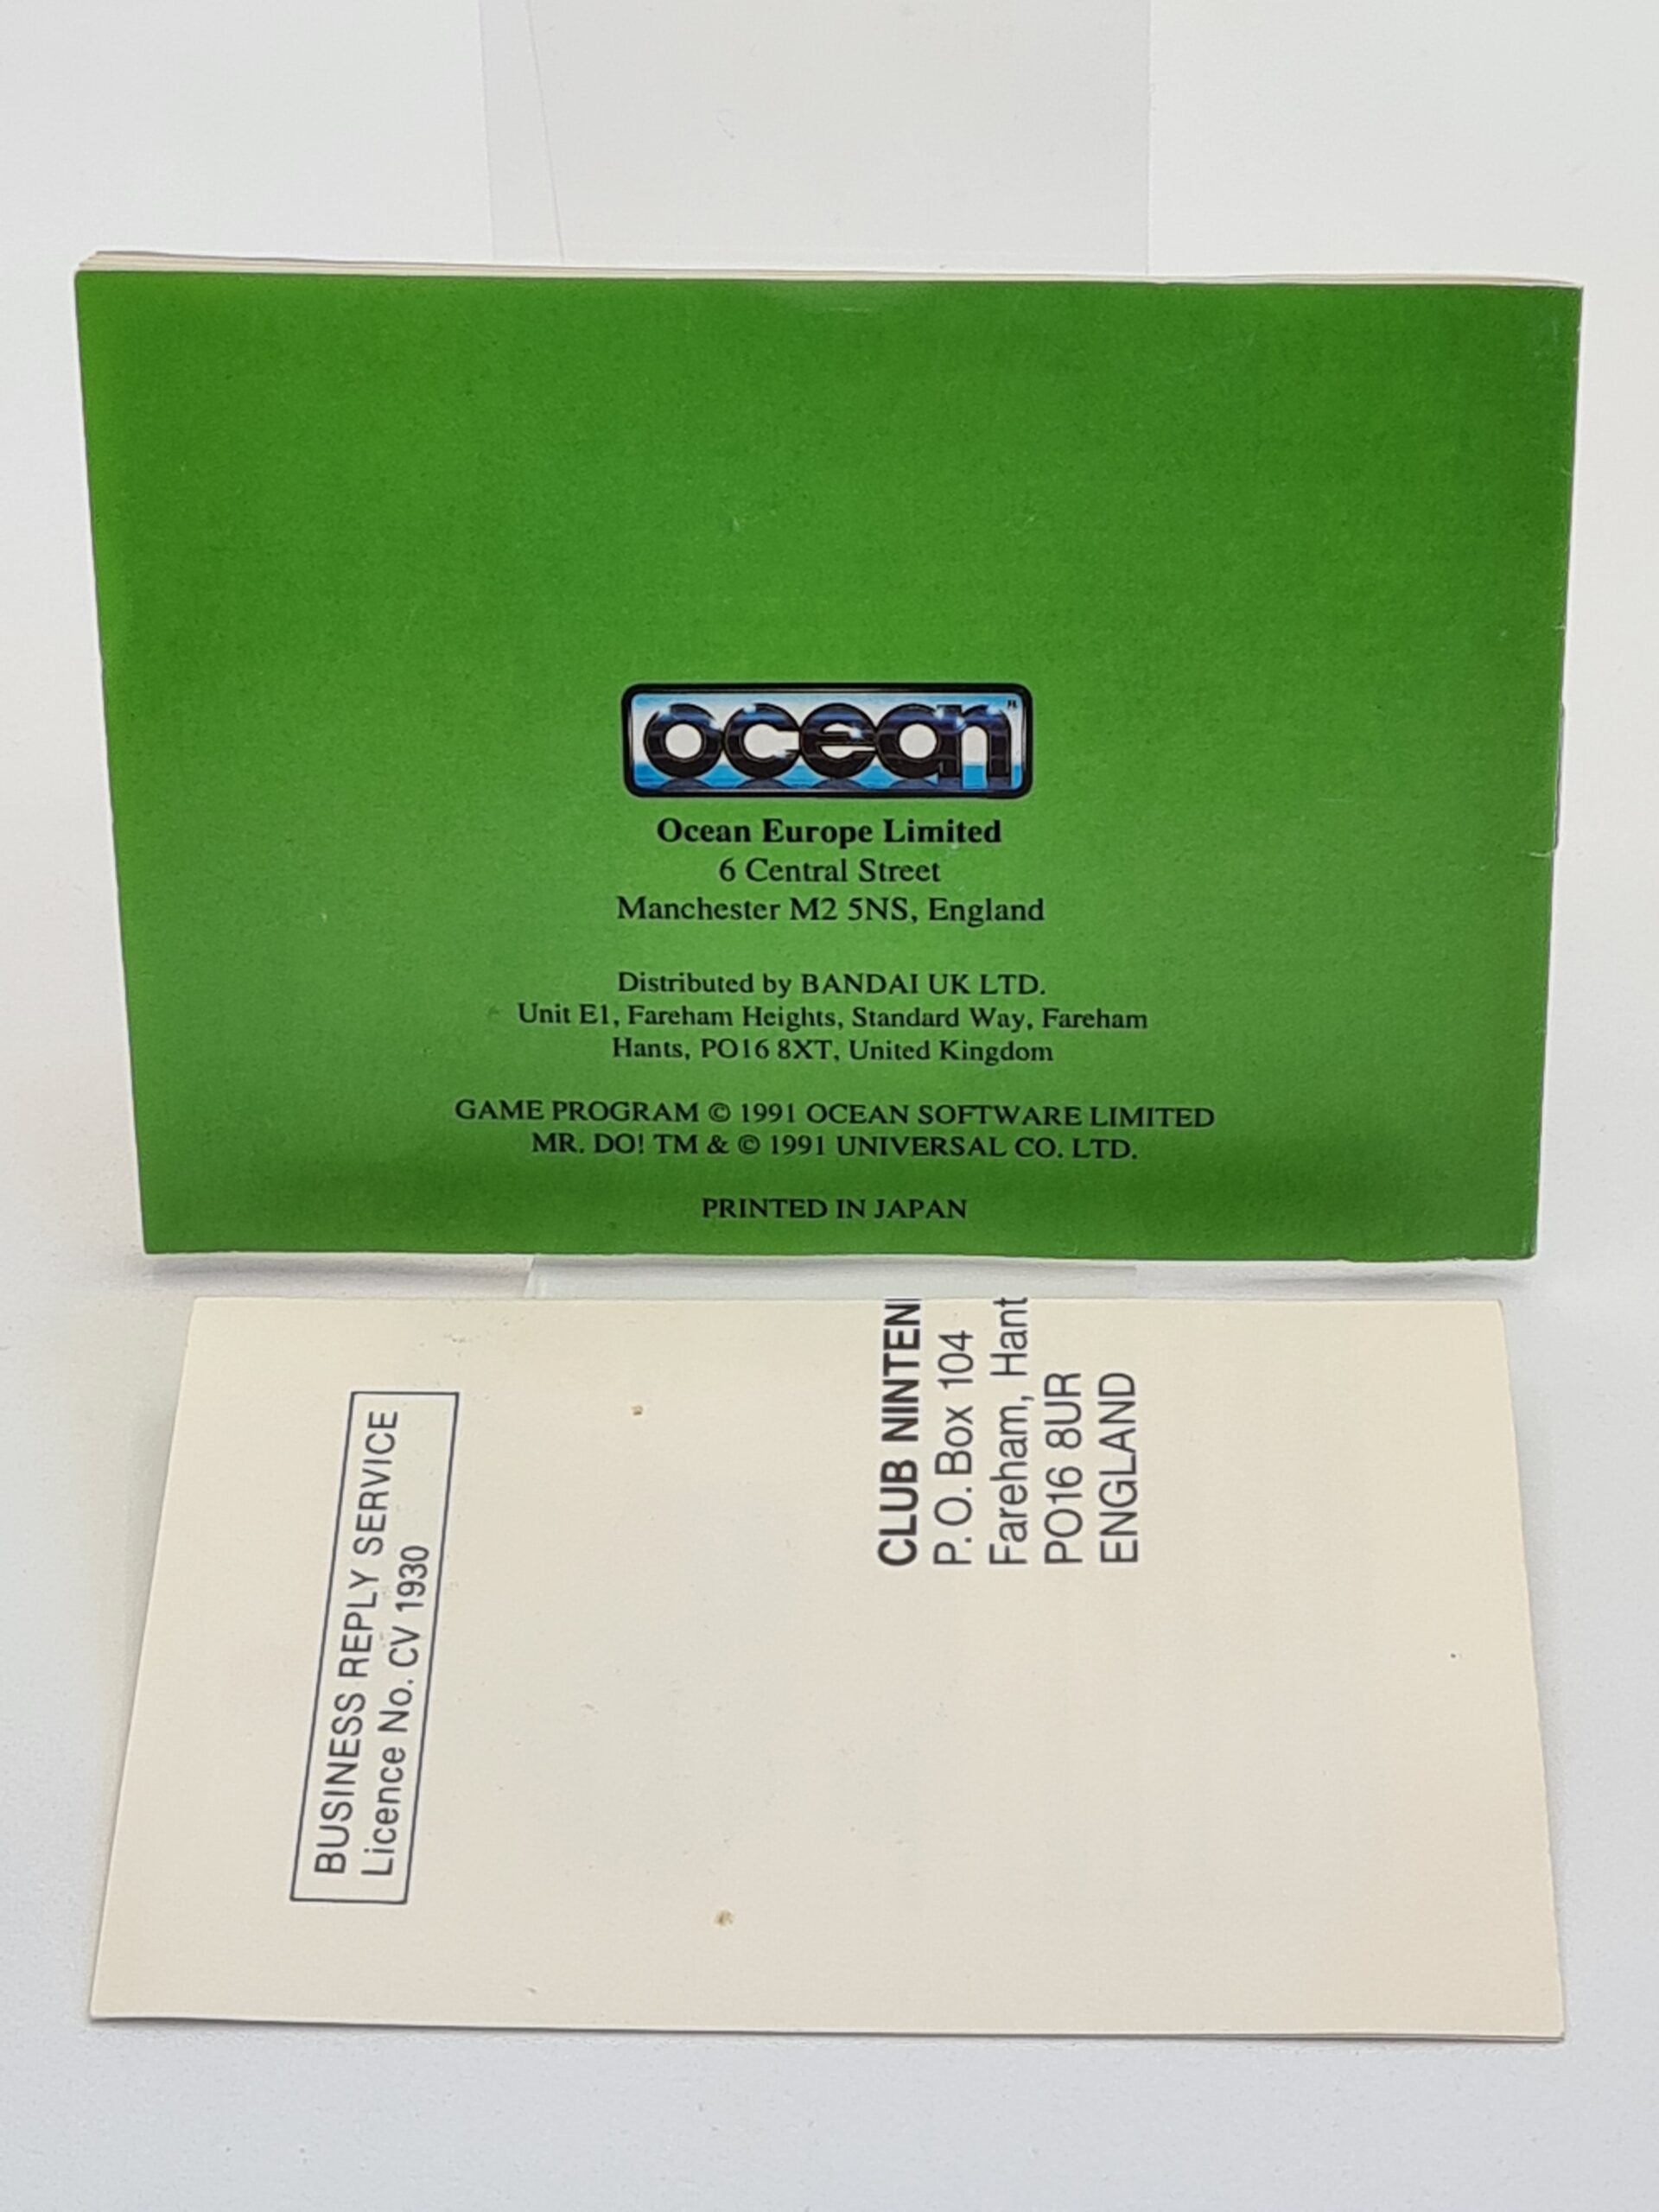 ocean
Ocean Europe Limited
6 Central Street
Manchester M2 5NS, England
Distributed by BANDAI UK LTD.
Unit E1, Fareham Heights, Standard Way, Fareham
Hants, PO16 8XT, United Kingdom
GAME PROGRAM © 1991 OCEAN SOFTWARE LIMITED
MR. DO! TM & © 1991 UNIVERSAL CO. LTD.
PRINTED IN JAPAN
BUSINESS REPLY SERVICE
Licence No. CV 1930
CLUB NINTEN
P.O. Box 104
Fareham, Hant
PO16 8UR
ENGLAND